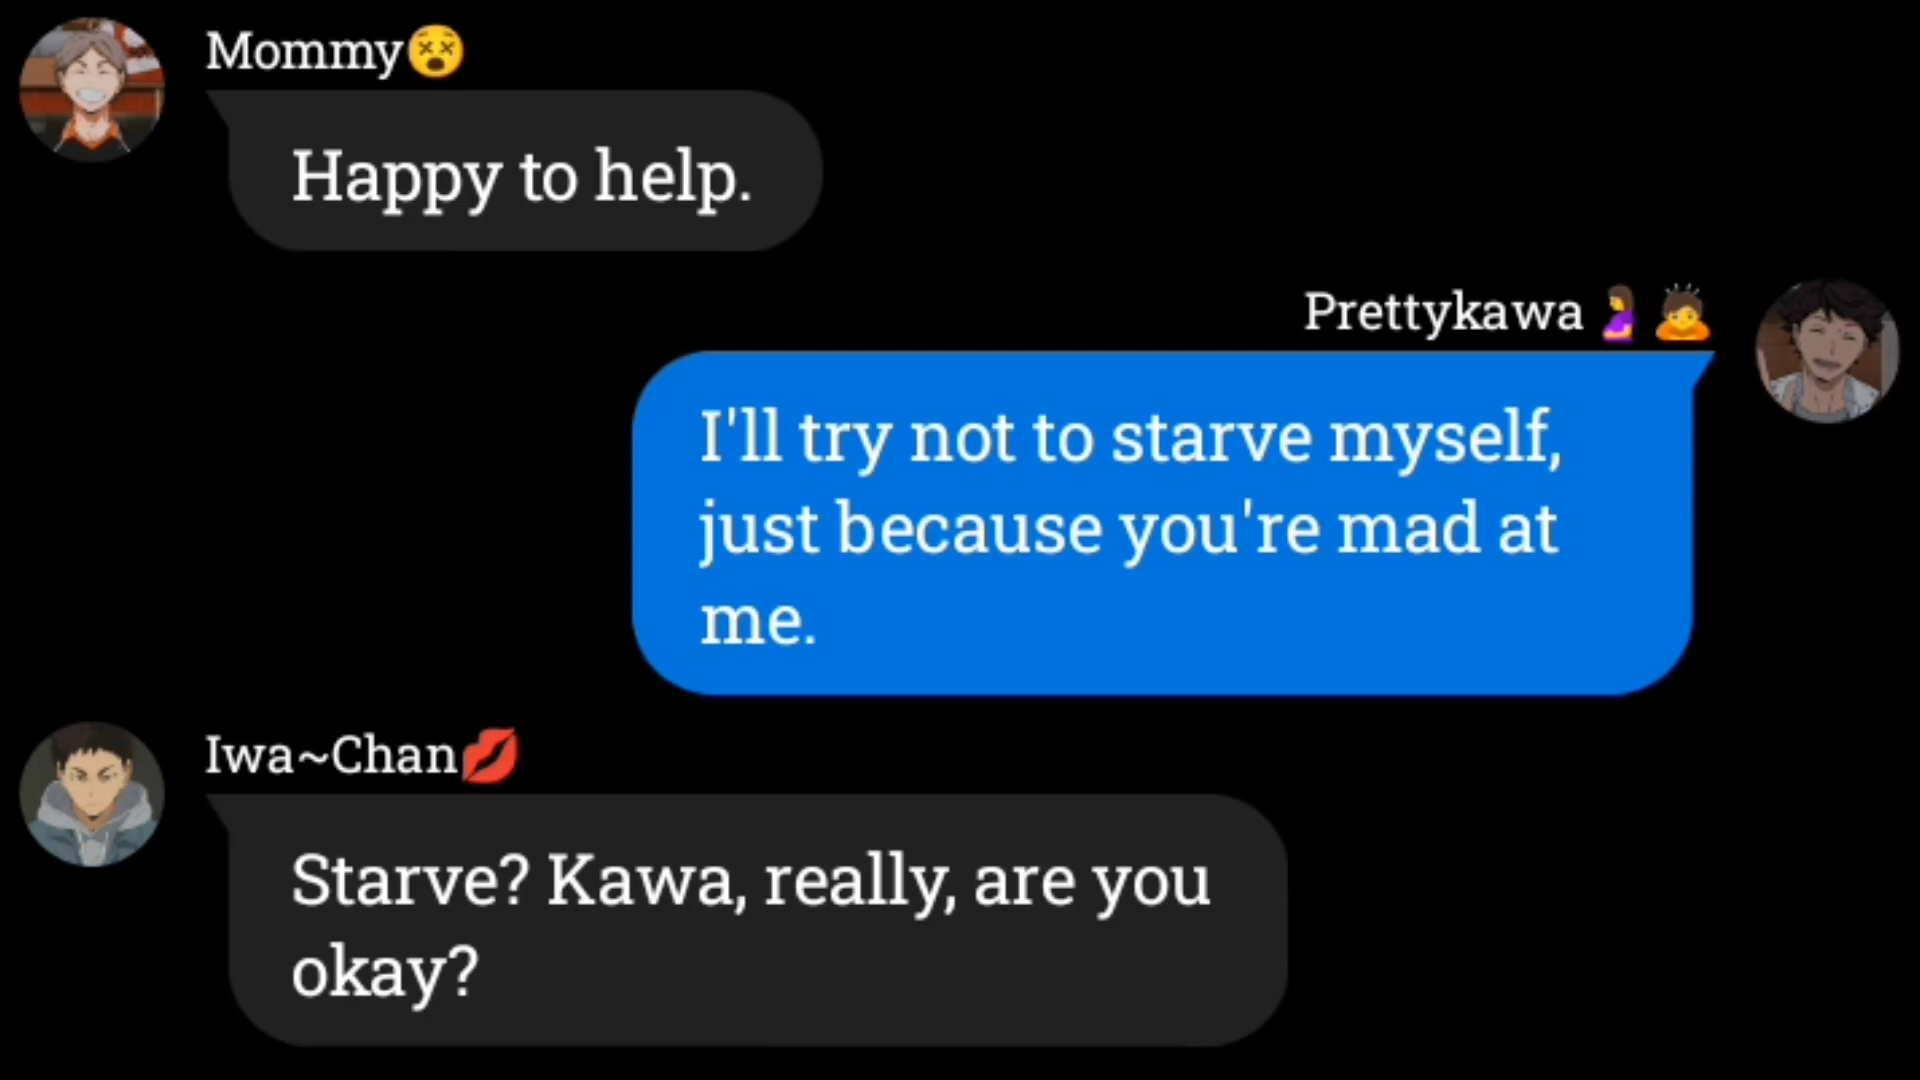 Mommy😵
Happy to help.
Prettykawa🤰🙇
I'll try not to starve myself,
just because you're mad at
me.
Iwa~Chan💋
Starve? Kawa, really, are you
okay?